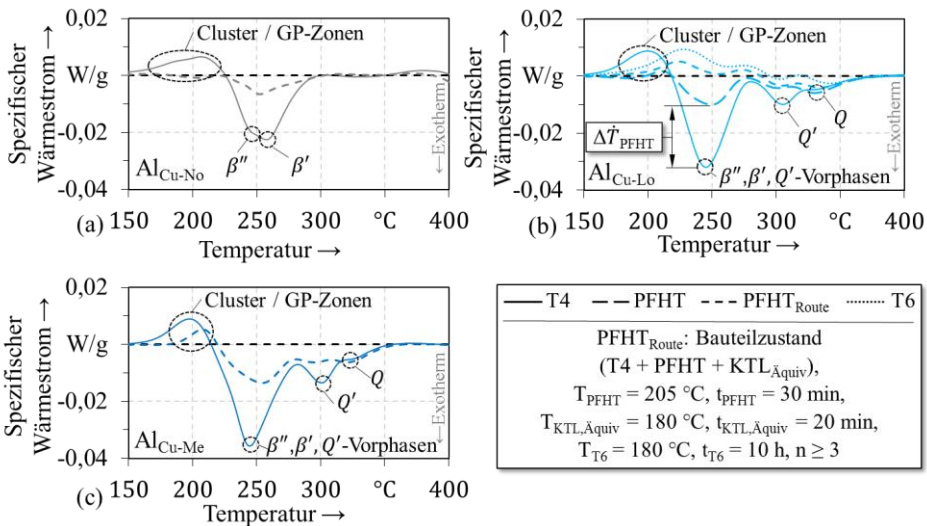 0,02
Cluster / GP-Zonen
Spezifischer
Wärmestrom →
W/g
-0,02
-0,04
β′′
β′
Al_Cu-No
←Exotherm
150 200 250 300 °C 400
(a)
Temperatur →
0,02
Cluster / GP-Zonen
Spezifischer
Wärmestrom →
W/g
-0,02
-0,04
ΔṪ_PFHT
Q′
Q
Al_Cu-Lo
β′′,β′,Q′-Vorphasen
←Exotherm
150 200 250 300 °C 400
(b)
Temperatur →
0,02
Cluster / GP-Zonen
Spezifischer
Wärmestrom →
W/g
-0,02
-0,04
Q
Q′
β′′,β′,Q′-Vorphasen
Al_Cu-Me
←Exotherm
150 200 250 300 °C 400
(c)
Temperatur →
T4 PFHT PFHT_Route T6
PFHT_Route: Bauteilzustand
(T4 + PFHT + KTL_Äquiv),
T_PFHT = 205 °C, t_PFHT = 30 min,
T_KTL,Äquiv = 180 °C, t_KTL,Äquiv = 20 min,
T_T6 = 180 °C, t_T6 = 10 h, n ≥ 3